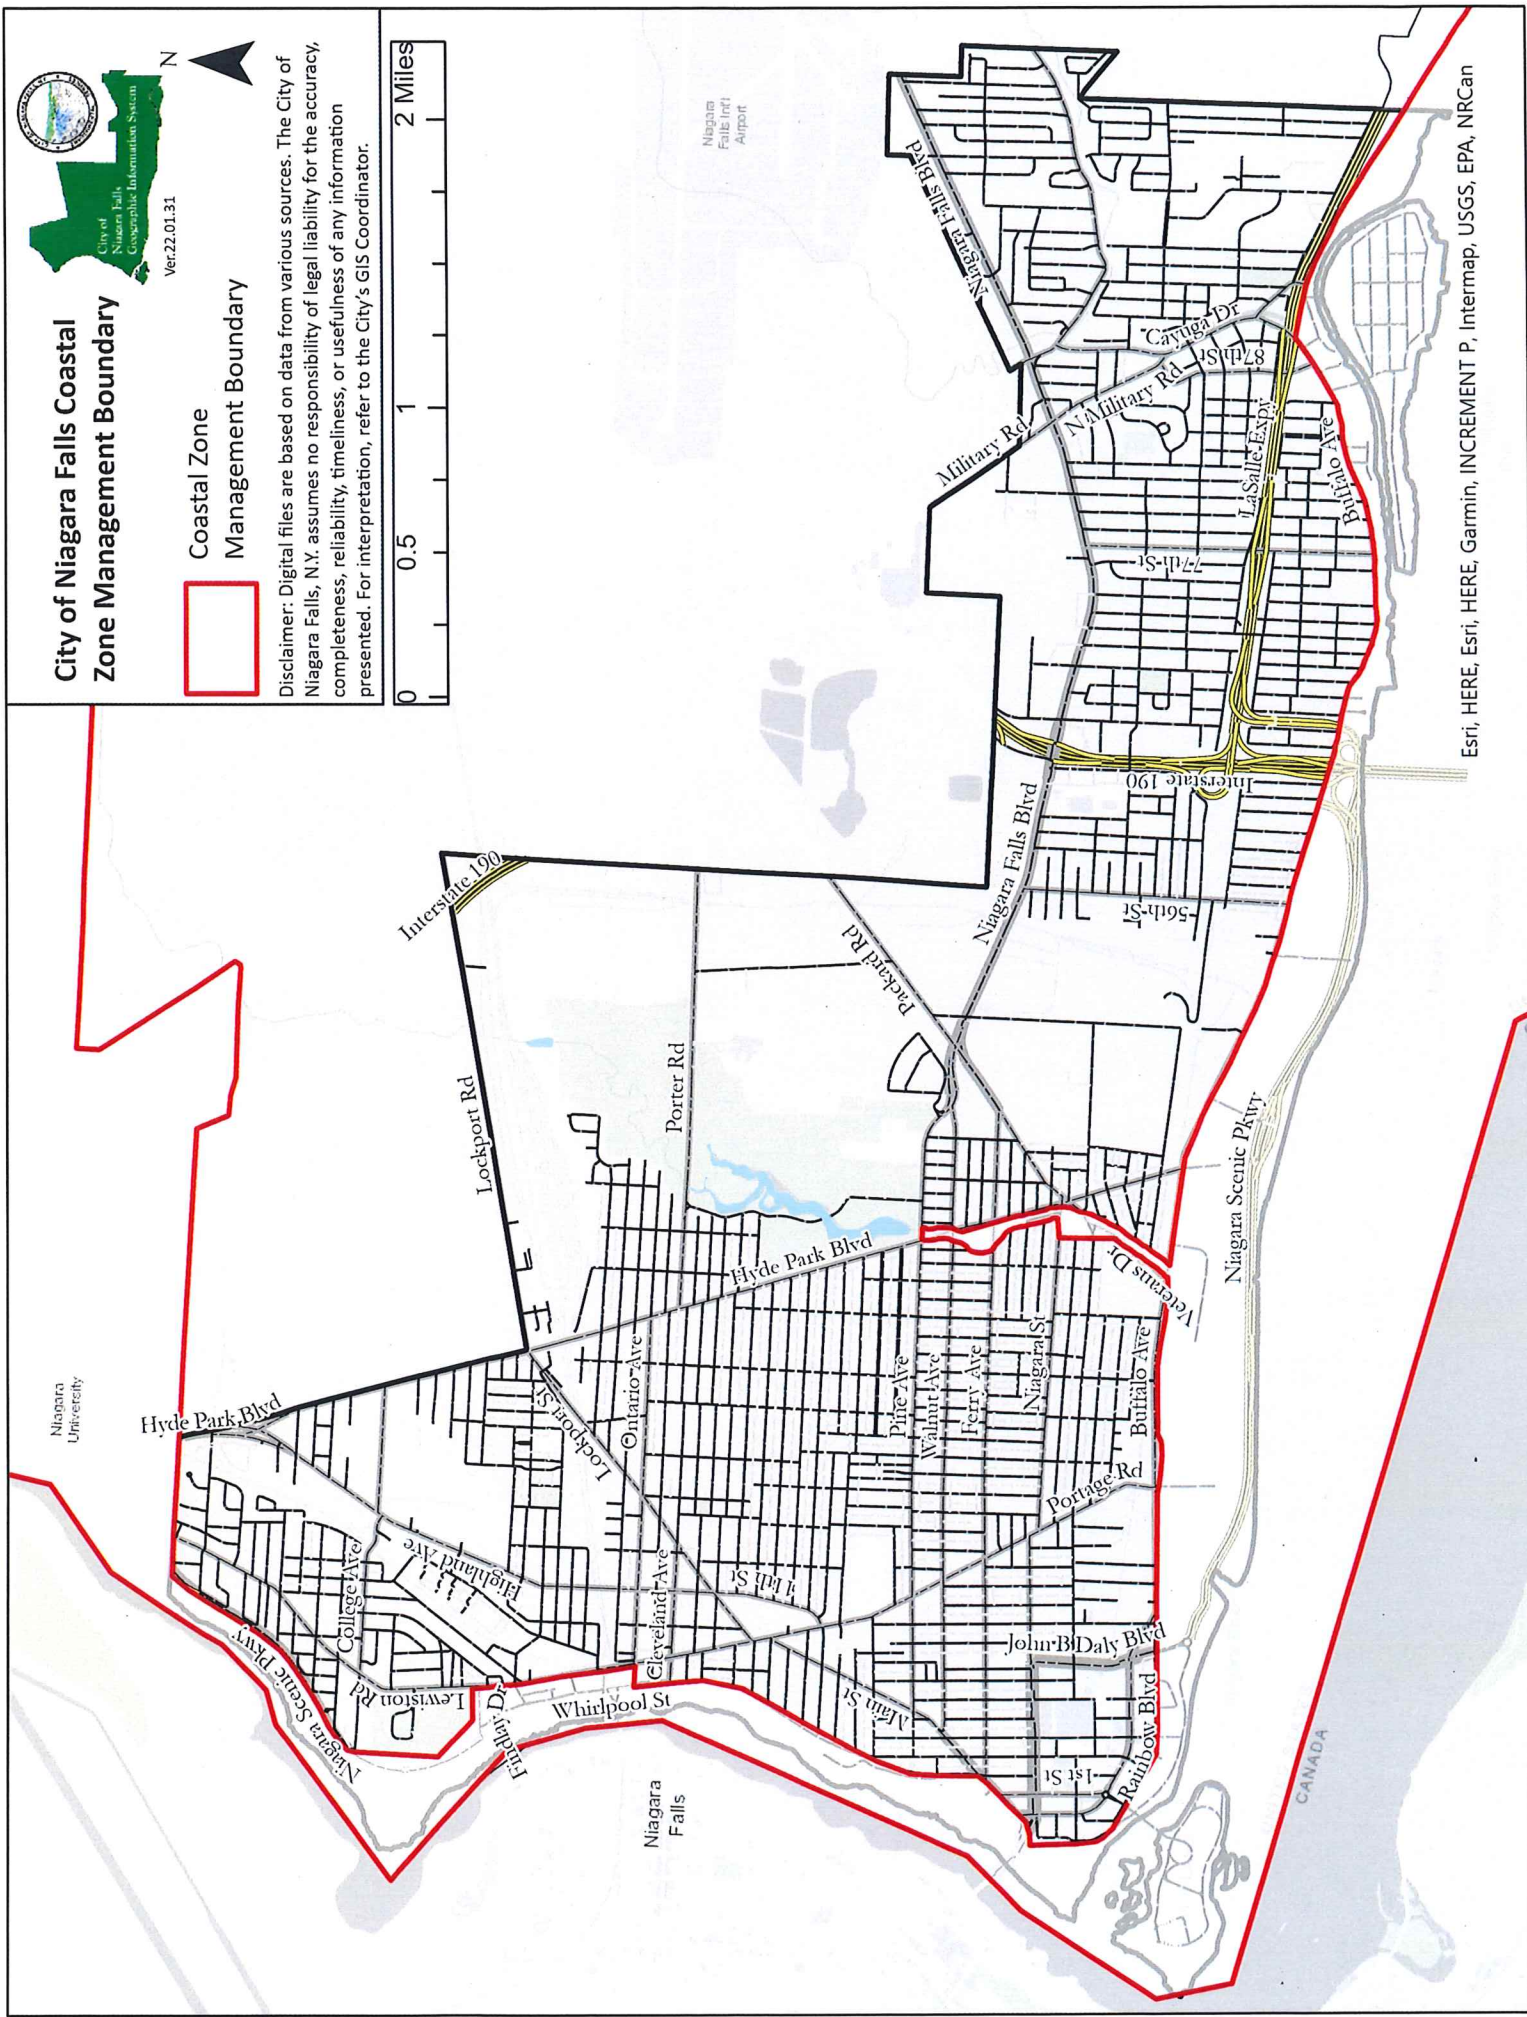 City of Niagara Falls Coastal
Zone Management Boundary
City of
Niagara Falls
Geographic Information System
Ver.22.01.31
N
Coastal Zone
Management Boundary
Disclaimer: Digital files are based on data from various sources. The City of
Niagara Falls, N.Y. assumes no responsibility of legal liability for the accuracy,
completeness, reliability, timeliness, or usefulness of any information
presented. For interpretation, refer to the City's GIS Coordinator.
0 0.5 1 2 Miles
Niagara
University
Hyde Park Blvd
Lockport Rd
Interstate 190
Niagara Scenic Pkwy
College Ave
Highland Ave
Lewiston Rd
Findlay Dr
Whirlpool St
Cleveland Ave
Lockport St
Ontario Ave
Porter Rd
Hyde Park Blvd
11th St
Niagara
Falls
Main St
Packard Rd
Niagara
Falls Int'l
Airport
Pine Ave
Walnut Ave
Ferry Ave
Niagara St
Niagara Falls Blvd
Niagara Falls Blvd
Military Rd
N Military Rd
Cayuga Dr
87th St
77th St
LaSalle Expy
Interstate 190
56th St
Buffalo Ave
1st St
John B Daly Blvd
Rainbow Blvd
Portage Rd
Buffalo Ave
Veterans Dr
Niagara Scenic Pkwy
CANADA
Esri, HERE, Esri, HERE, Garmin, INCREMENT P, Intermap, USGS, EPA, NRCan